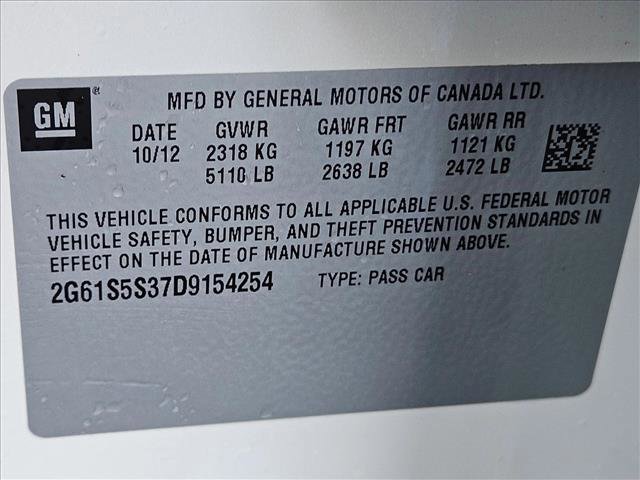 GM ®
MFD BY GENERAL MOTORS OF CANADA LTD.
DATE GVWR GAWR FRT GAWR RR
10/12 2318 KG 1197 KG 1121 KG
5110 LB 2638 LB 2472 LB
THIS VEHICLE CONFORMS TO ALL APPLICABLE U.S. FEDERAL MOTOR
VEHICLE SAFETY, BUMPER, AND THEFT PREVENTION STANDARDS IN
EFFECT ON THE DATE OF MANUFACTURE SHOWN ABOVE.
2G61S5S37D9154254 TYPE: PASS CAR